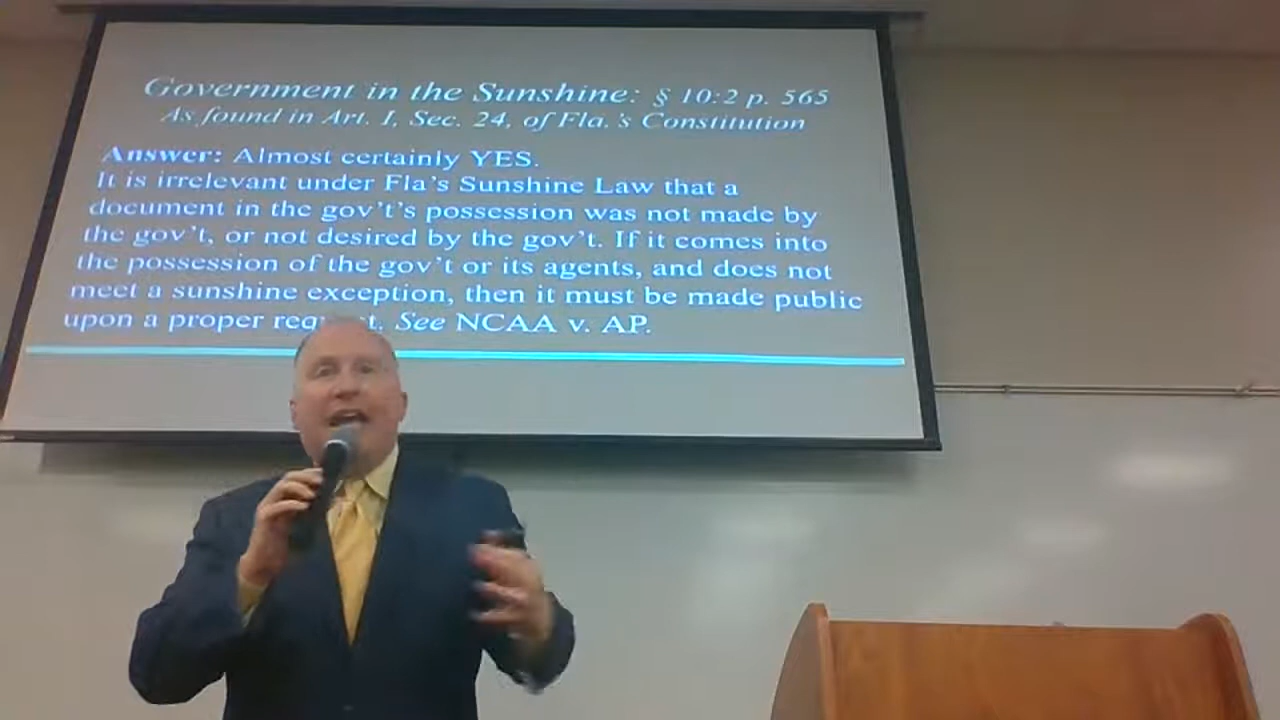 Government in the Sunshine: § 10:2 p. 565
As found in Art. I, Sec. 24, of Fla.'s Constitution
Answer: Almost certainly YES.
It is irrelevant under Fla's Sunshine Law that a
document in the gov't's possession was not made by
the gov't, or not desired by the gov't. If it comes into
the possession of the gov't or its agents, and does not
meet a sunshine exception, then it must be made public
upon a proper See NCAA v. AP.